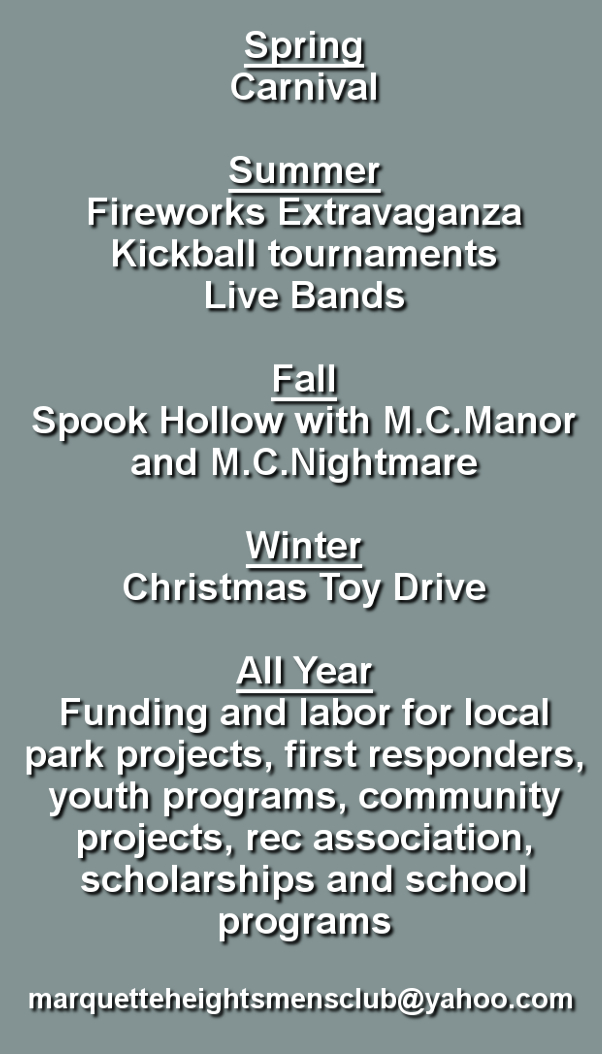 Spring
Carnival
Summer
Fireworks Extravaganza
Kickball tournaments
Live Bands
Fall
Spook Hollow with M.C.Manor
and M.C.Nightmare
Winter
Christmas Toy Drive
All Year
Funding and labor for local
park projects, first responders,
youth programs, community
projects, rec association,
scholarships and school
programs
marquetteheightsmensclub@yahoo.com